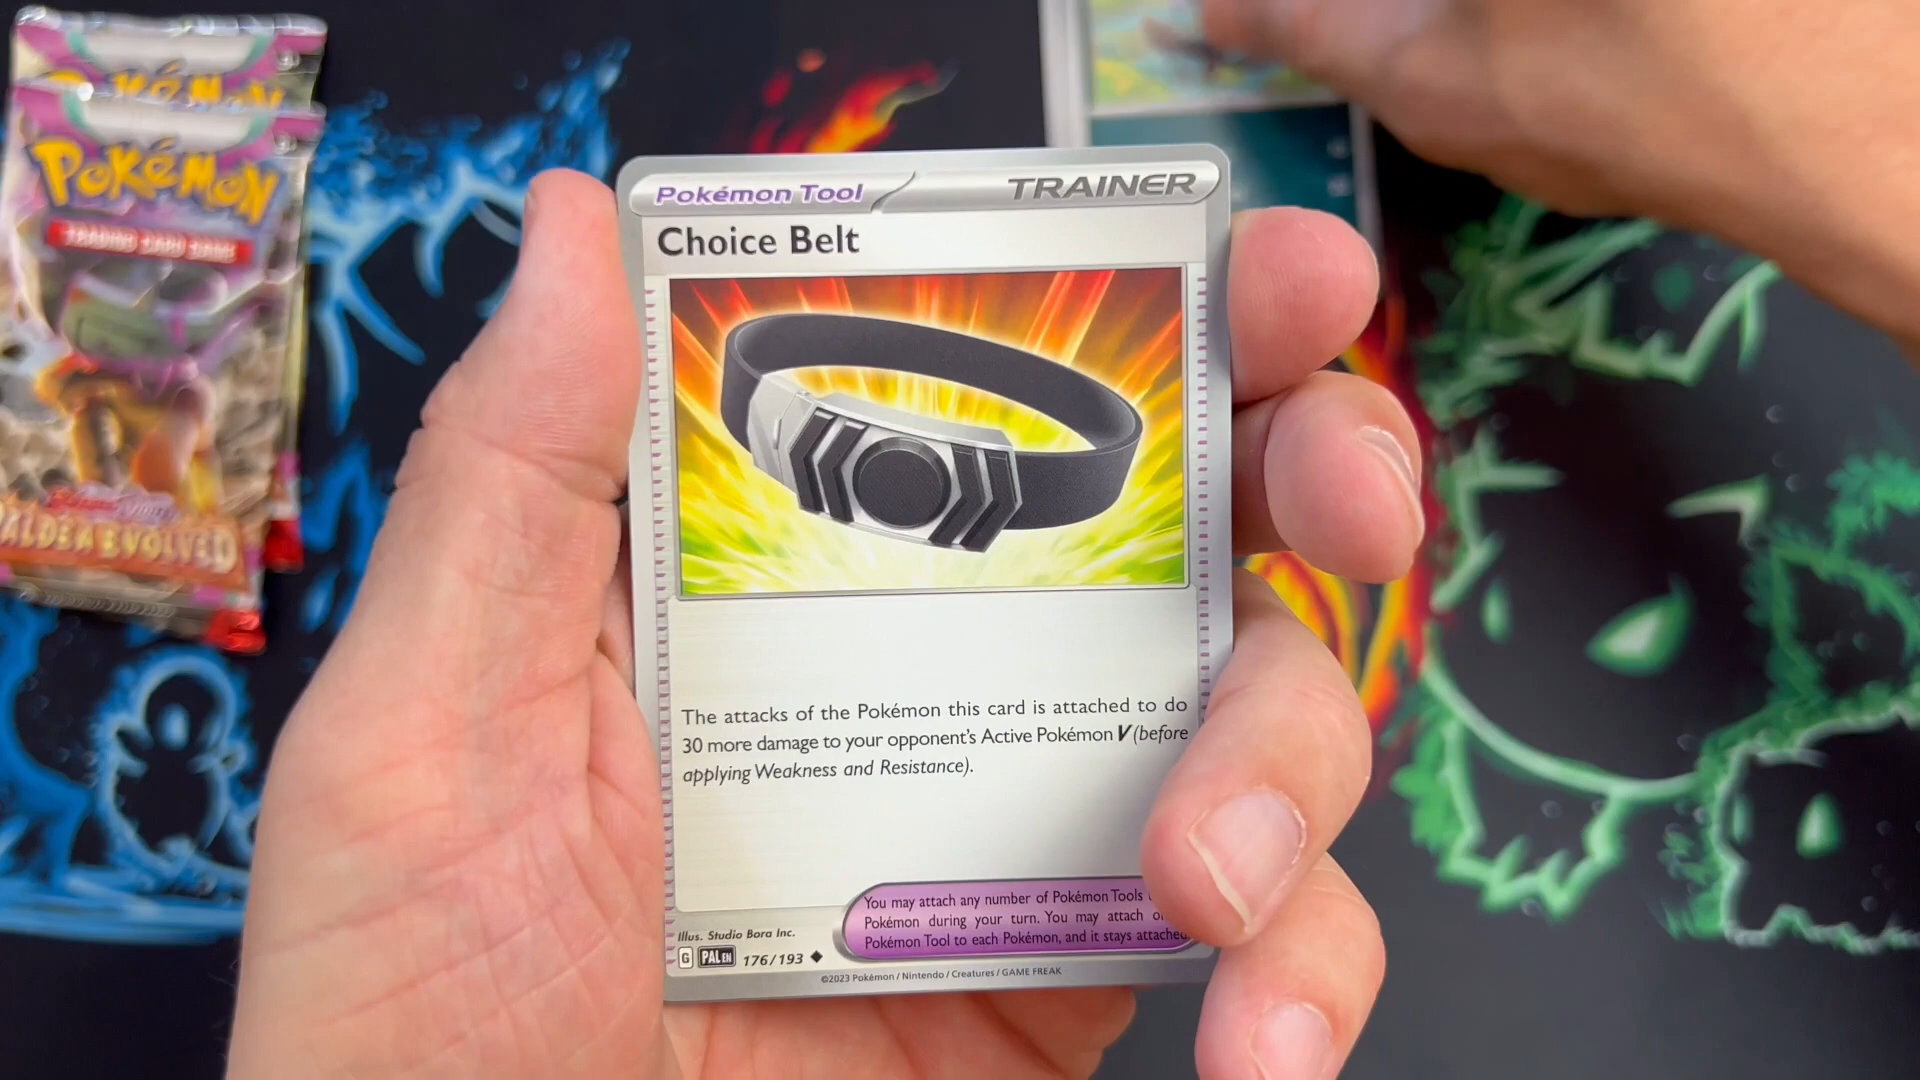 Pokémon
Pokémon
TRADING CARD GAME
PALDEA EVOLVED
Pokémon Tool
TRAINER
Choice Belt
The attacks of the Pokémon this card is attached to do
30 more damage to your opponent's Active Pokémon V (before
applying Weakness and Resistance).
You may attach any number of Pokémon Tools
Pokémon during your turn. You may attach
Pokémon Tool to each Pokémon, and it stays attached
Illus. Studio Bora Inc.
G PAL EN 176/193
©2023 Pokémon / Nintendo / Creatures / GAME FREAK